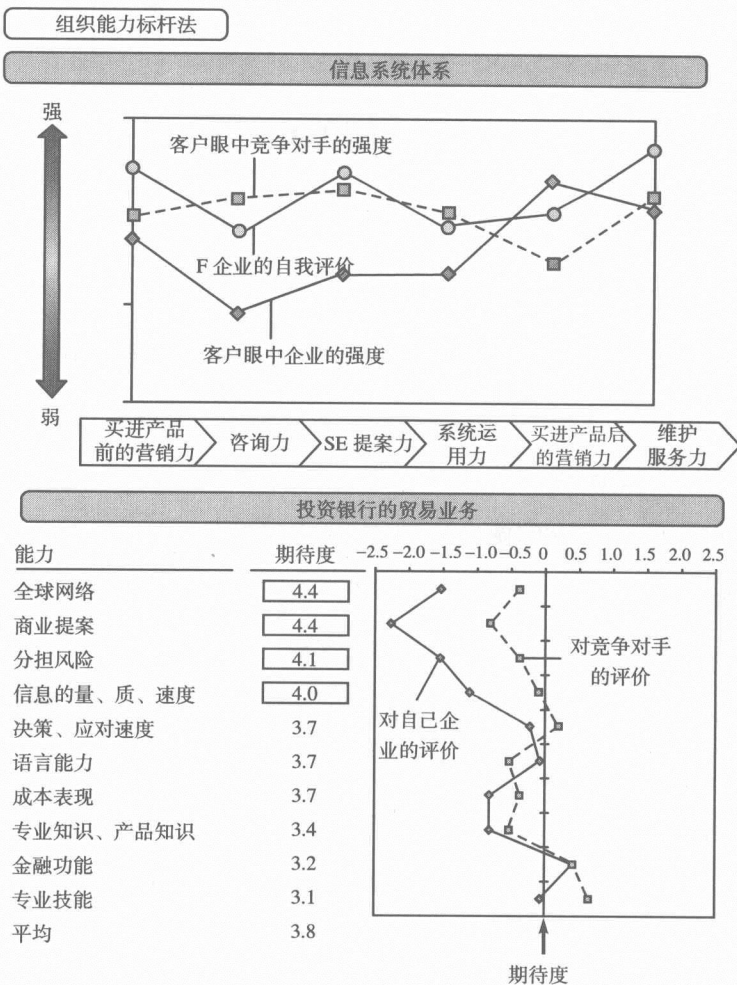 组织能力标杆法
信息系统体系
强
客户眼中竞争对手的强度
F 企业的自我评价
客户眼中企业的强度
弱
买进产品
前的营销力
咨询力
SE 提案力
系统运
用力
买进产品后
的营销力
维护
服务力
投资银行的贸易业务
能力 期待度 −2.5 −2.0 −1.5 −1.0 −0.5 0 0.5 1.0 1.5 2.0 2.5
全球网络 4.4
商业提案 4.4
分担风险 4.1
信息的量、质、速度 4.0
决策、应对速度 3.7
语言能力 3.7
成本表现 3.7
专业知识、产品知识 3.4
金融功能 3.2
专业技能 3.1
平均 3.8
对竞争对手
的评价
对自己企
业的评价
期待度